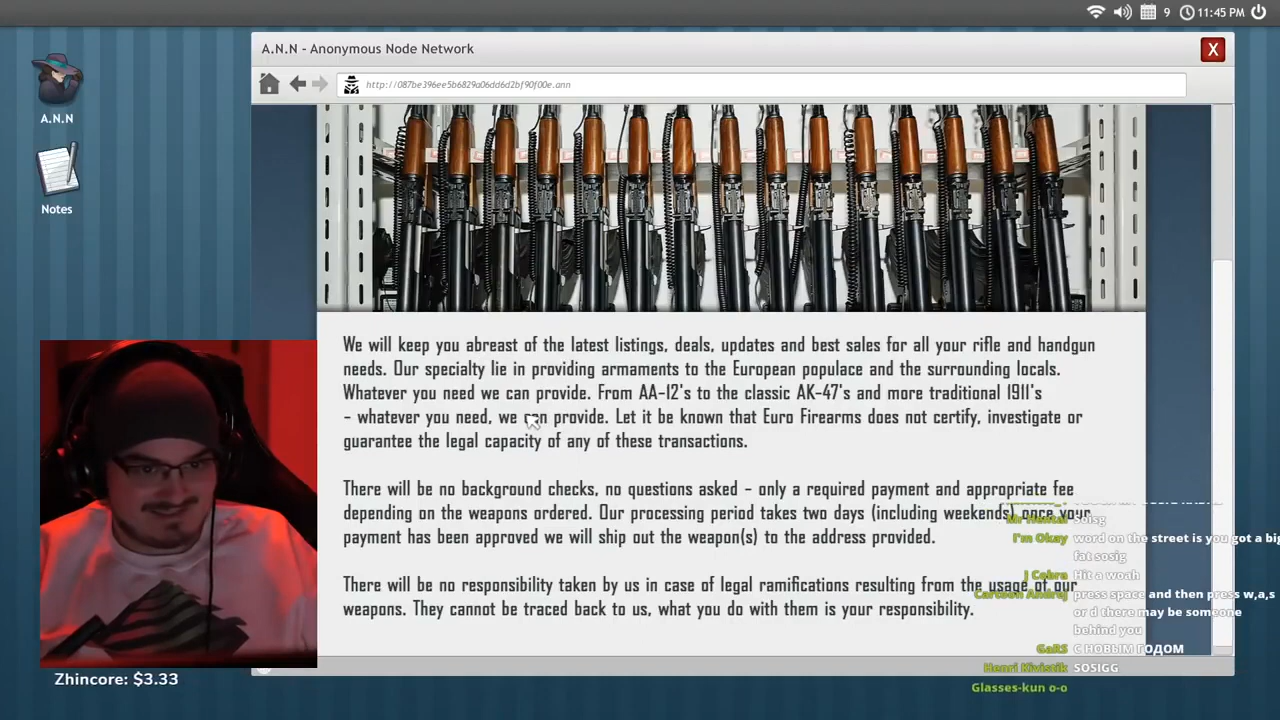 9 11:45 PM
A.N.N - Anonymous Node Network
X
http://087be396ee5b6829a06dd6d2bf90f00e.ann
A.N.N
Notes
We will keep you abreast of the latest listings, deals, updates and best sales for all your rifle and handgun
needs. Our specialty lie in providing armaments to the European populace and the surrounding locals.
Whatever you need we can provide. From AA-12's to the classic AK-47's and more traditional 1911's
- whatever you need, we can provide. Let it be known that Euro Firearms does not certify, investigate or
guarantee the legal capacity of any of these transactions.
There will be no background checks, no questions asked - only a required payment and appropriate fee
depending on the weapons ordered. Our processing period takes two days (including weekends) once your
payment has been approved we will ship out the weapon(s) to the address provided.
There will be no responsibility taken by us in case of legal ramifications resulting from the usage of our
weapons. They cannot be traced back to us, what you do with them is your responsibility.
Mr Hentai sosig
I'm Okay word on the street is you got a big
fat sosig
J Cobra Hit a woah
Cartoon Andrej press space and then press w,a,s
or d there may be someone
behind you
GaRS С НОВЫМ ГОДОМ
Henri Kivistik SOSIGG
Glasses-kun o-o
Zhincore: $3.33